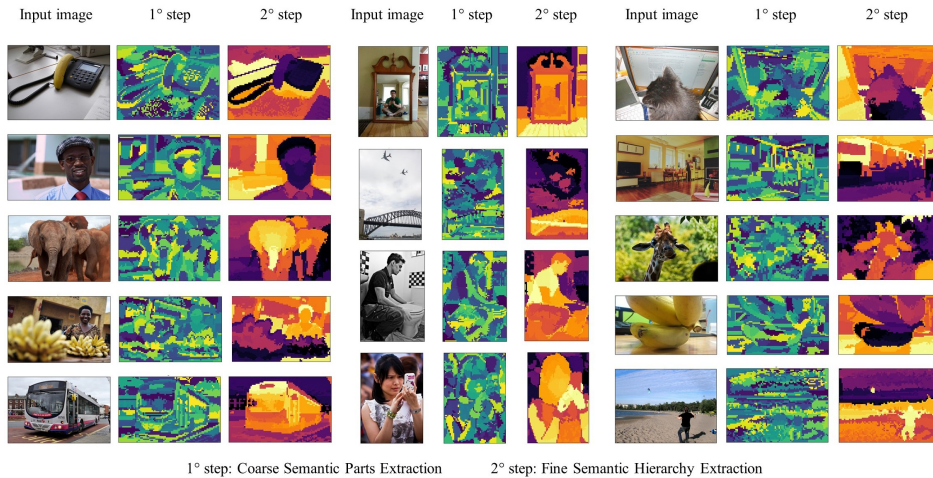 Input image 1° step 2° step Input image 1° step 2° step Input image 1° step 2° step
1° step: Coarse Semantic Parts Extraction 2° step: Fine Semantic Hierarchy Extraction